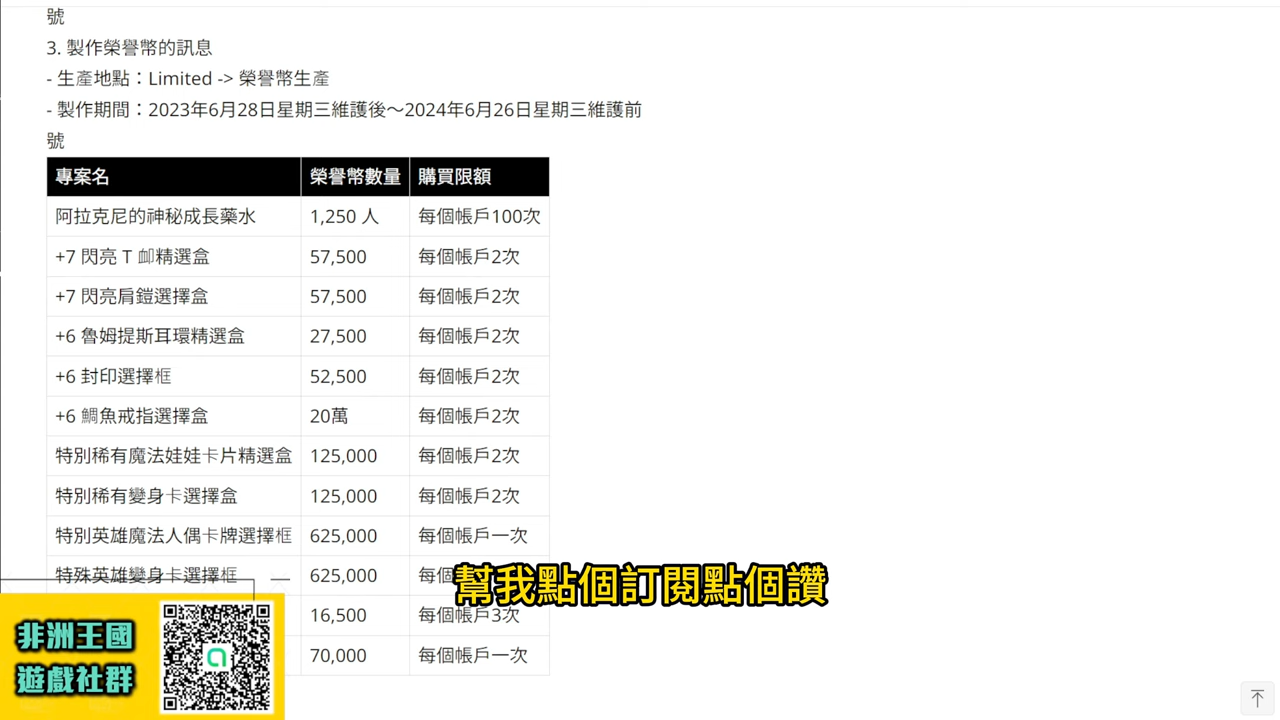 號
3. 製作榮譽幣的訊息
- 生產地點：Limited -> 榮譽幣生產
- 製作期間：2023年6月28日星期三維護後～2024年6月26日星期三維護前
號
專案名 榮譽幣數量 購買限額
阿拉克尼的神秘成長藥水 1,250 人 每個帳戶100次
+7 閃亮 T 卹精選盒 57,500 每個帳戶2次
+7 閃亮肩鎧選擇盒 57,500 每個帳戶2次
+6 魯姆提斯耳環精選盒 27,500 每個帳戶2次
+6 封印選擇框 52,500 每個帳戶2次
+6 鯛魚戒指選擇盒 20萬 每個帳戶2次
特別稀有魔法娃娃卡片精選盒 125,000 每個帳戶2次
特別稀有變身卡選擇盒 125,000 每個帳戶2次
特別英雄魔法人偶卡牌選擇框 625,000 每個帳戶一次
特殊英雄變身卡選擇框 625,000 每
幫我點個訂閱點個讚
16,500 每個帳戶3次
70,000 每個帳戶一次
非洲王國
遊戲社群